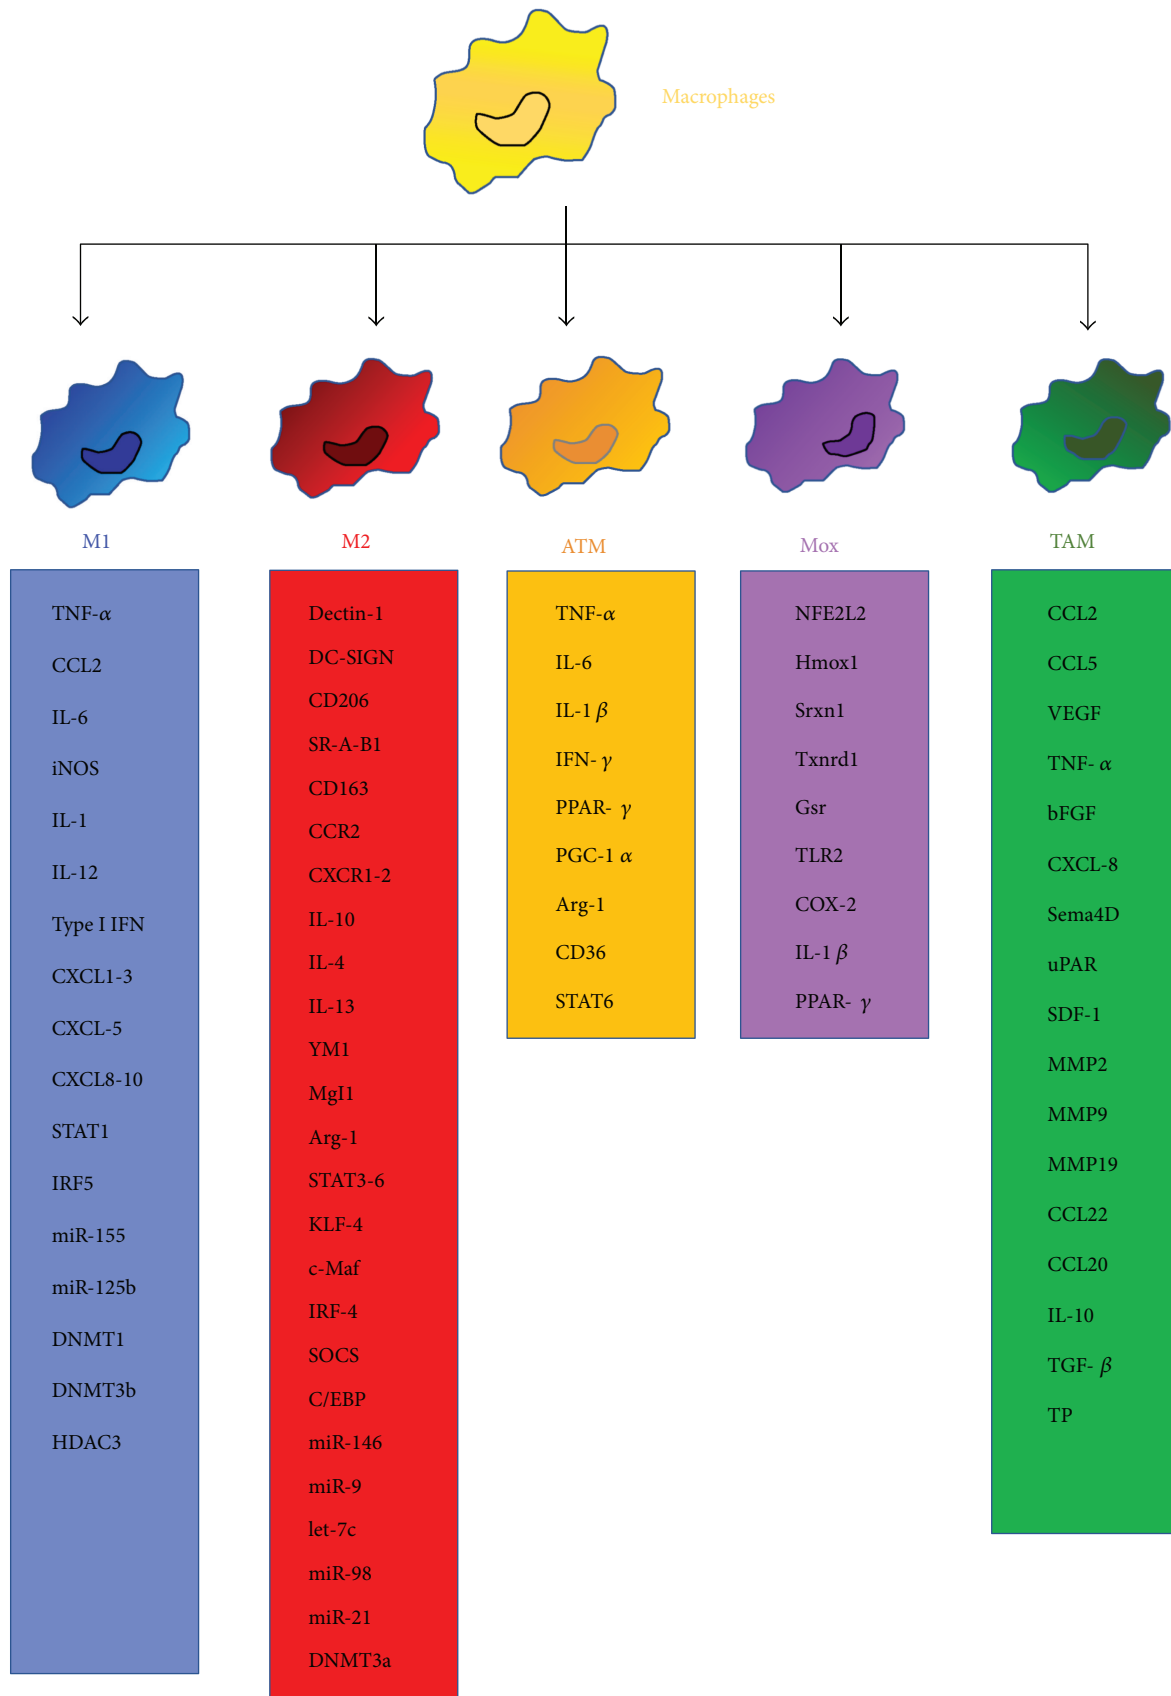 Macrophages
M1
TNF-α
CCL2
IL-6
iNOS
IL-1
IL-12
Type I IFN
CXCL1-3
CXCL-5
CXCL8-10
STAT1
IRF5
miR-155
miR-125b
DNMT1
DNMT3b
HDAC3
M2
Dectin-1
DC-SIGN
CD206
SR-A-B1
CD163
CCR2
CXCR1-2
IL-10
IL-4
IL-13
YM1
MgI1
Arg-1
STAT3-6
KLF-4
c-Maf
IRF-4
SOCS
C/EBP
miR-146
miR-9
let-7c
miR-98
miR-21
DNMT3a
ATM
TNF-α
IL-6
IL-1 β
IFN- γ
PPAR- γ
PGC-1 α
Arg-1
CD36
STAT6
Mox
NFE2L2
Hmox1
Srxn1
Txnrd1
Gsr
TLR2
COX-2
IL-1 β
PPAR- γ
TAM
CCL2
CCL5
VEGF
TNF- α
bFGF
CXCL-8
Sema4D
uPAR
SDF-1
MMP2
MMP9
MMP19
CCL22
CCL20
IL-10
TGF- β
TP